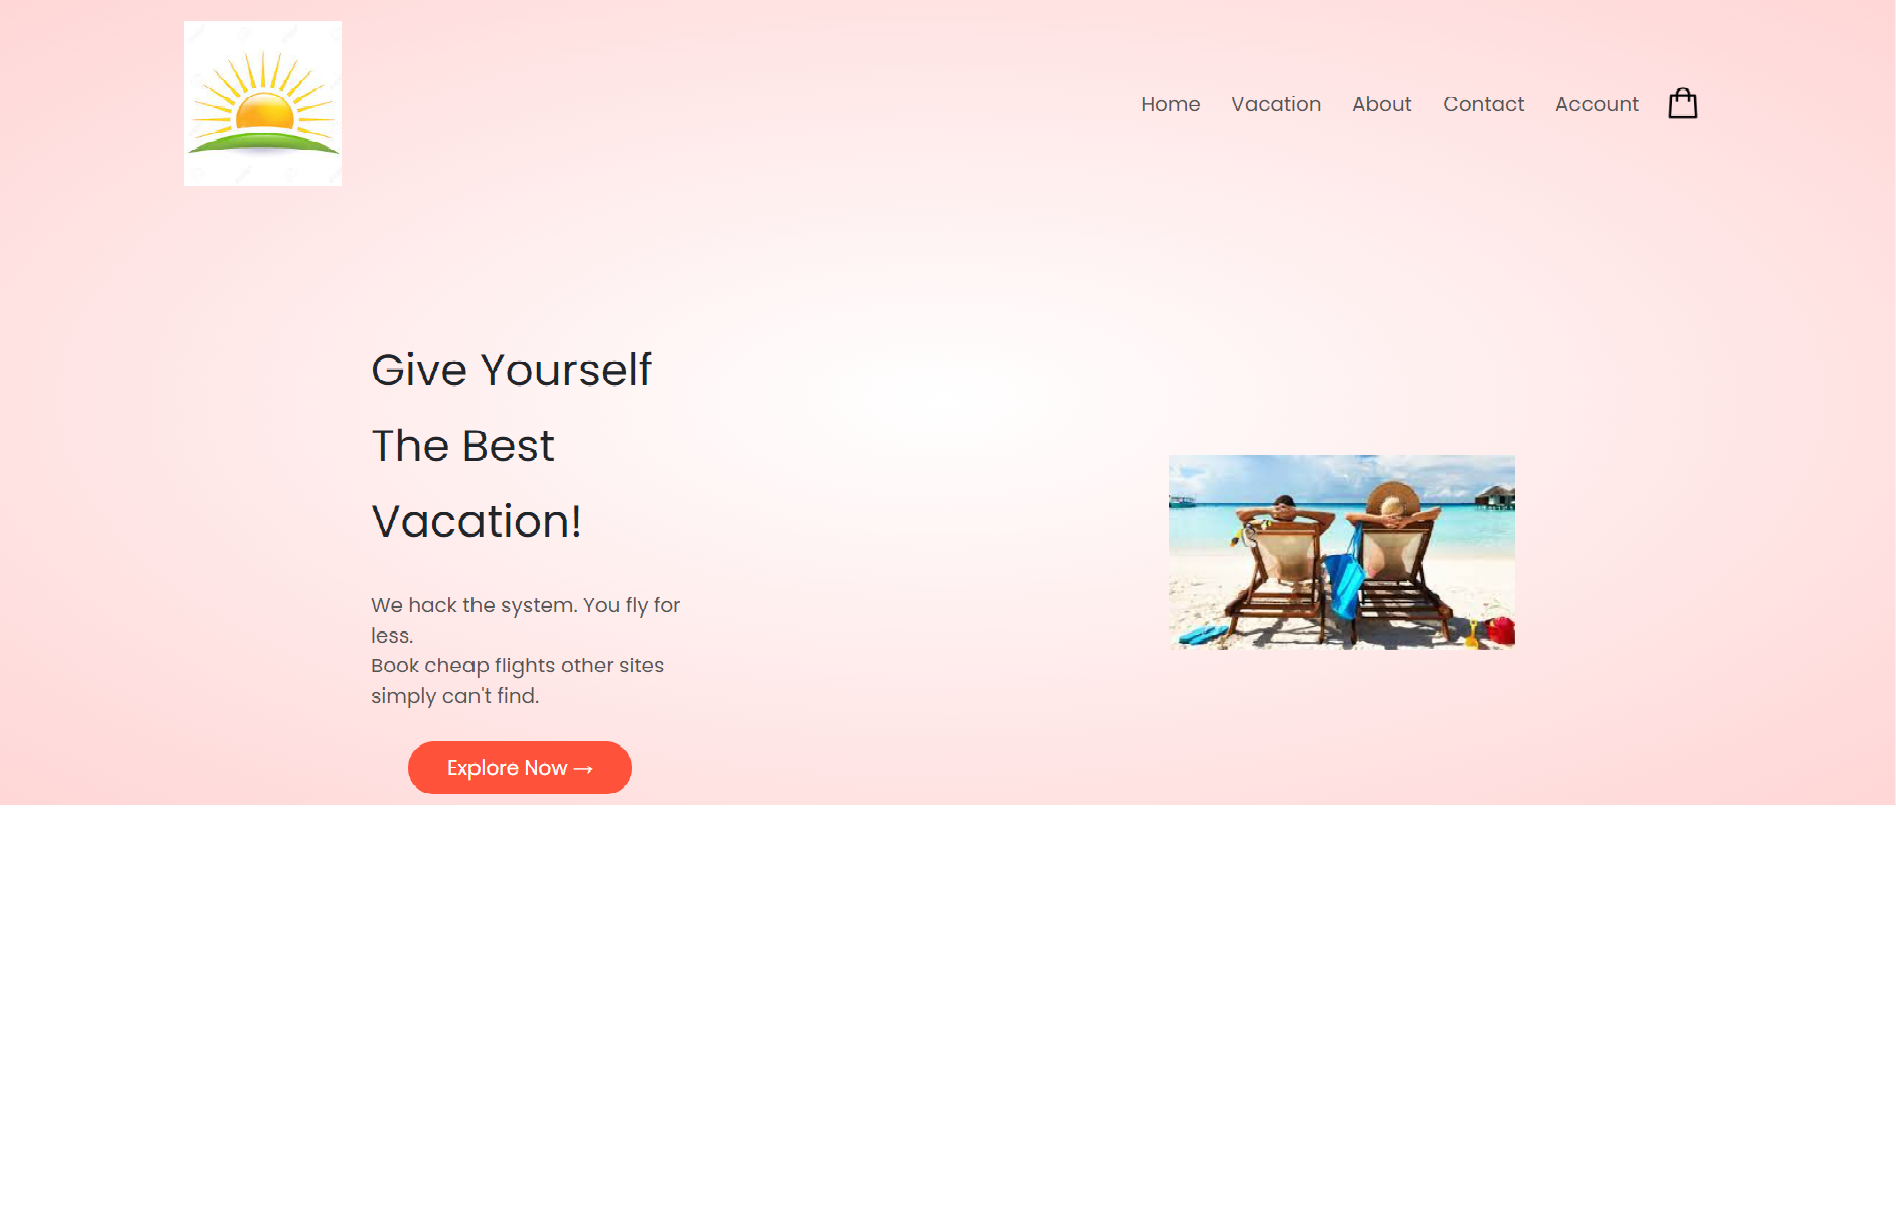 Home Vacation About Contact Account
Give Yourself
The Best
Vacation!
We hack the system. You fly for
less.
Book cheap flights other sites
simply can't find.
Explore Now →